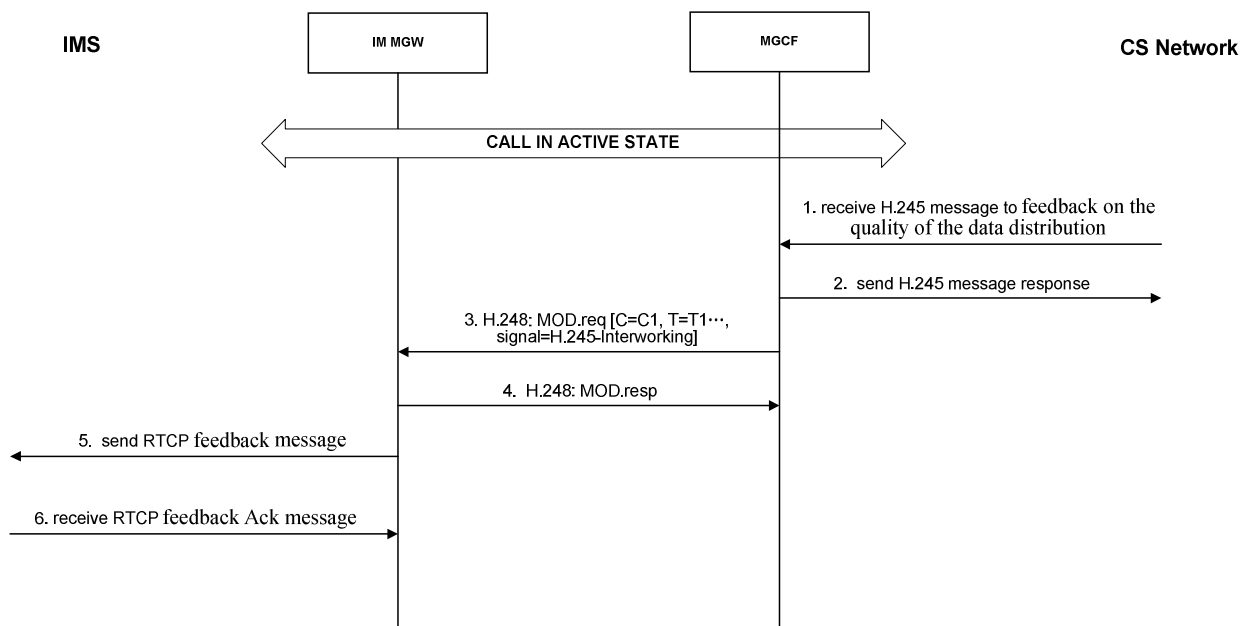 IMS
IM MGW
MGCF
CS Network
CALL IN ACTIVE STATE
1. receive H.245 message to feedback on the
quality of the data distribution
2. send H.245 message response
3. H.248: MOD.req [C=C1, T=T1⋯,
signal=H.245-Interworking]
4. H.248: MOD.resp
5. send RTCP feedback message
6. receive RTCP feedback Ack message